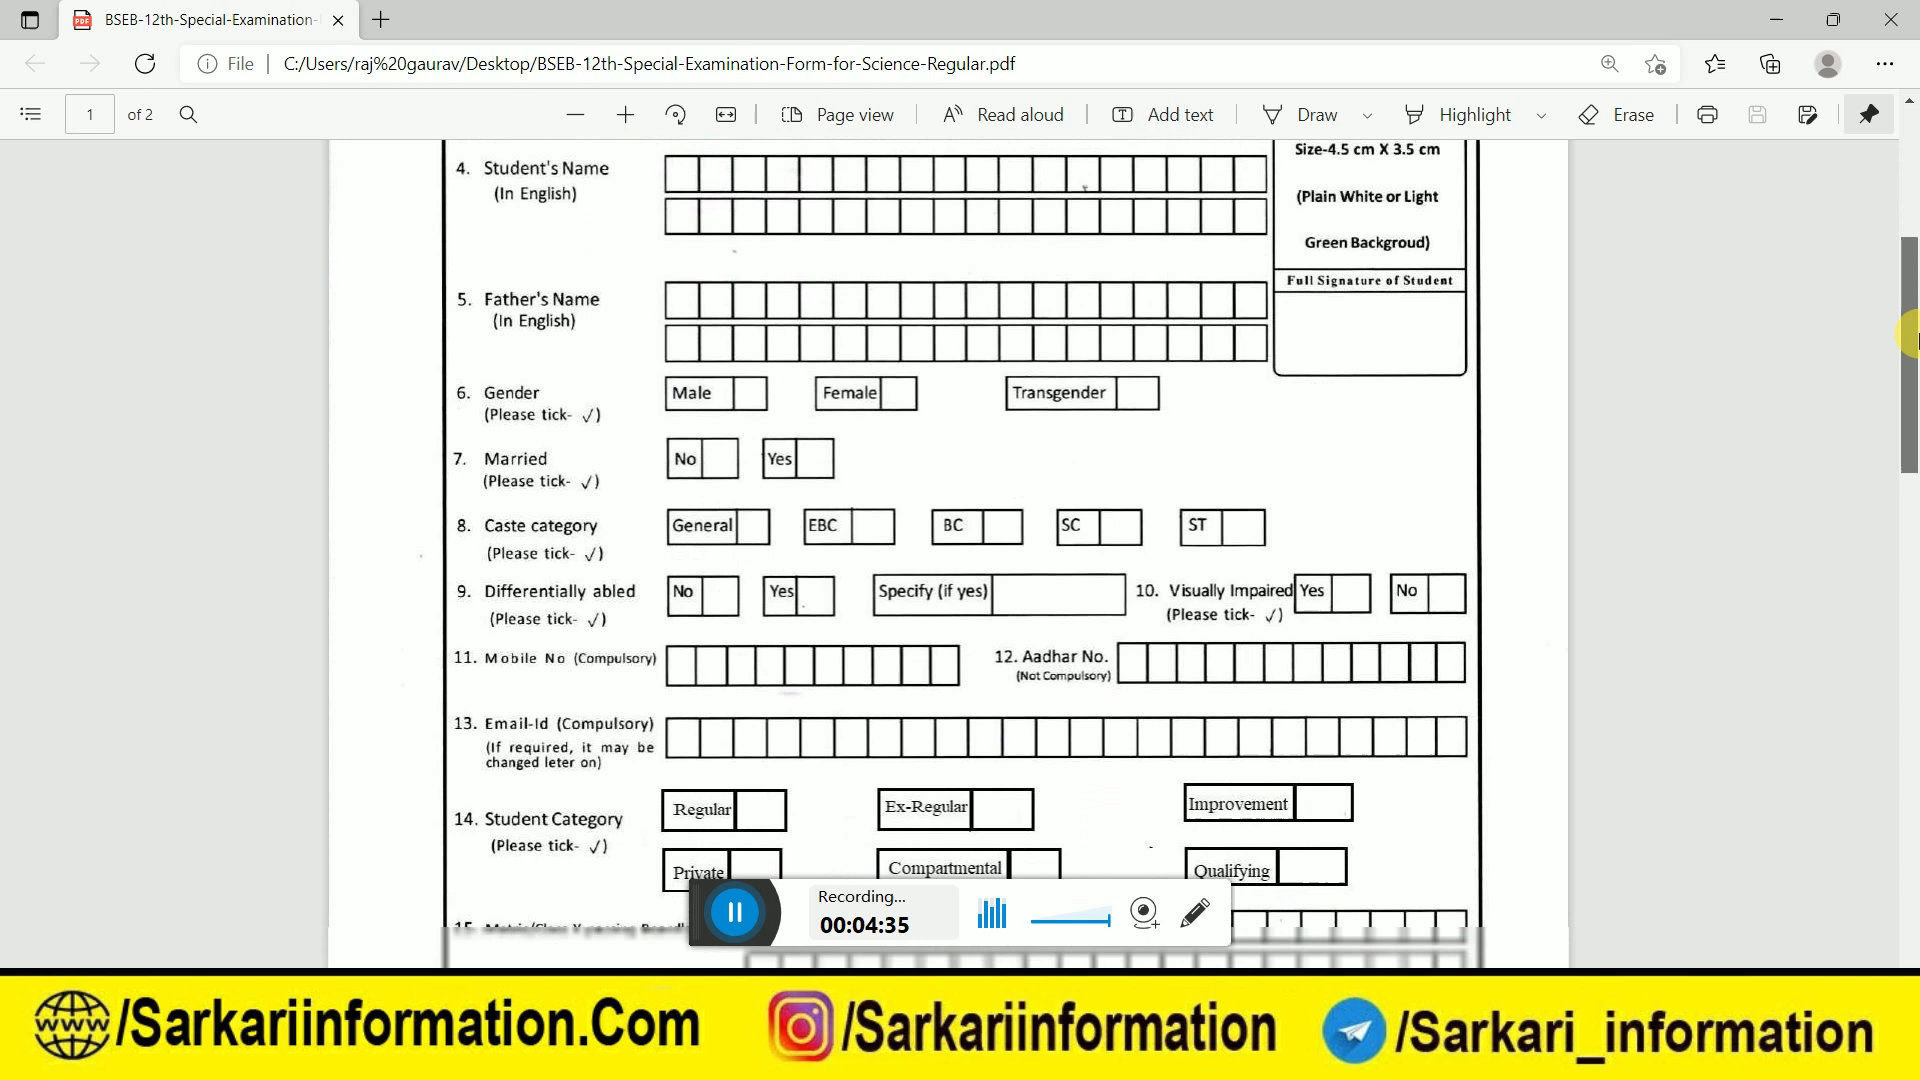 BSEB-12th-Special-Examination-
File
C:/Users/raj%20gaurav/Desktop/BSEB-12th-Special-Examination-Form-for-Science-Regular.pdf
1 of 2
Page view
Read aloud
Add text
Draw
Highlight
Erase
Size-4.5 cm X 3.5 cm
(Plain White or Light
Green Backgroud)
Full Signature of Student
4. Student's Name
(In English)
5. Father's Name
(In English)
6. Gender Male Female Transgender
(Please tick- √)
7. Married No Yes
(Please tick- √)
8. Caste category General EBC BC SC ST
(Please tick- √)
9. Differentially abled No Yes Specify (if yes) 10. Visually Impaired Yes No
(Please tick- √) (Please tick- √)
11. Mobile No (Compulsory) 12. Aadhar No.
(Not Compulsory)
13. Email-Id (Compulsory)
(If required, it may be
changed leter on)
14. Student Category Regular Ex-Regular Improvement
(Please tick- √)
Private Compartmental Qualifying
Recording...
00:04:35
www /Sarkariinformation.Com /Sarkariinformation /Sarkari_information